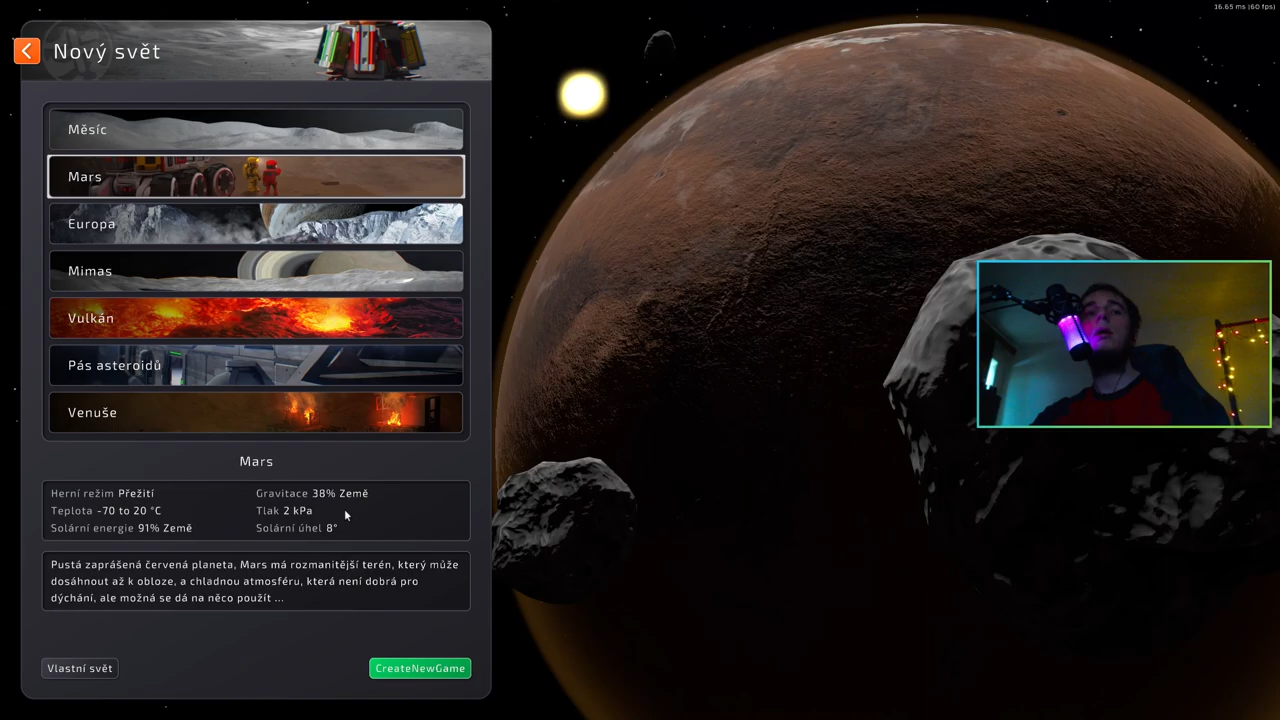 16.65 ms (60 fps)
Nový svět
Měsíc
Mars
Europa
Mimas
Vulkán
Pás asteroidů
Venuše
Mars
Herní režim Přežití
Gravitace 38% Země
Teplota -70 to 20 °C
Tlak 2 kPa
Solární energie 91% Země
Solární úhel 8°
Pustá zaprášená červená planeta, Mars má rozmanitější terén, který může
dosáhnout až k obloze, a chladnou atmosféru, která není dobrá pro
dýchání, ale možná se dá na něco použít ...
Vlastní svět
CreateNewGame